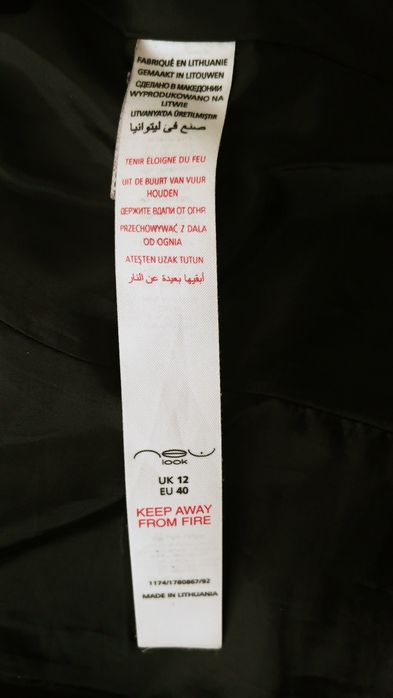 FABRIQUÉ EN LITHUANIE
GEMAAKT IN LITOUWEN
СДЕЛАНО В МАКЕДОНИИ
WYPRODUKOWANO NA
LITWIE
LITVANYA'DA ÜRETILMIŞTIR
صنع في ليتوانيا
TENIR ÉLOIGNE DU FEU
UIT DE BUURT VAN VUUR
HOUDEN
ДЕРЖИТЕ ВДАЛИ ОТ ОГНЯ
PRZECHOWYWAĆ Z DALA
OD OGNIA
ATEŞTEN UZAK TUTUN
أبقيها بعيدة عن النار
new
look
UK 12
EU 40
KEEP AWAY
FROM FIRE
1174/1780867/92
MADE IN LITHUANIA